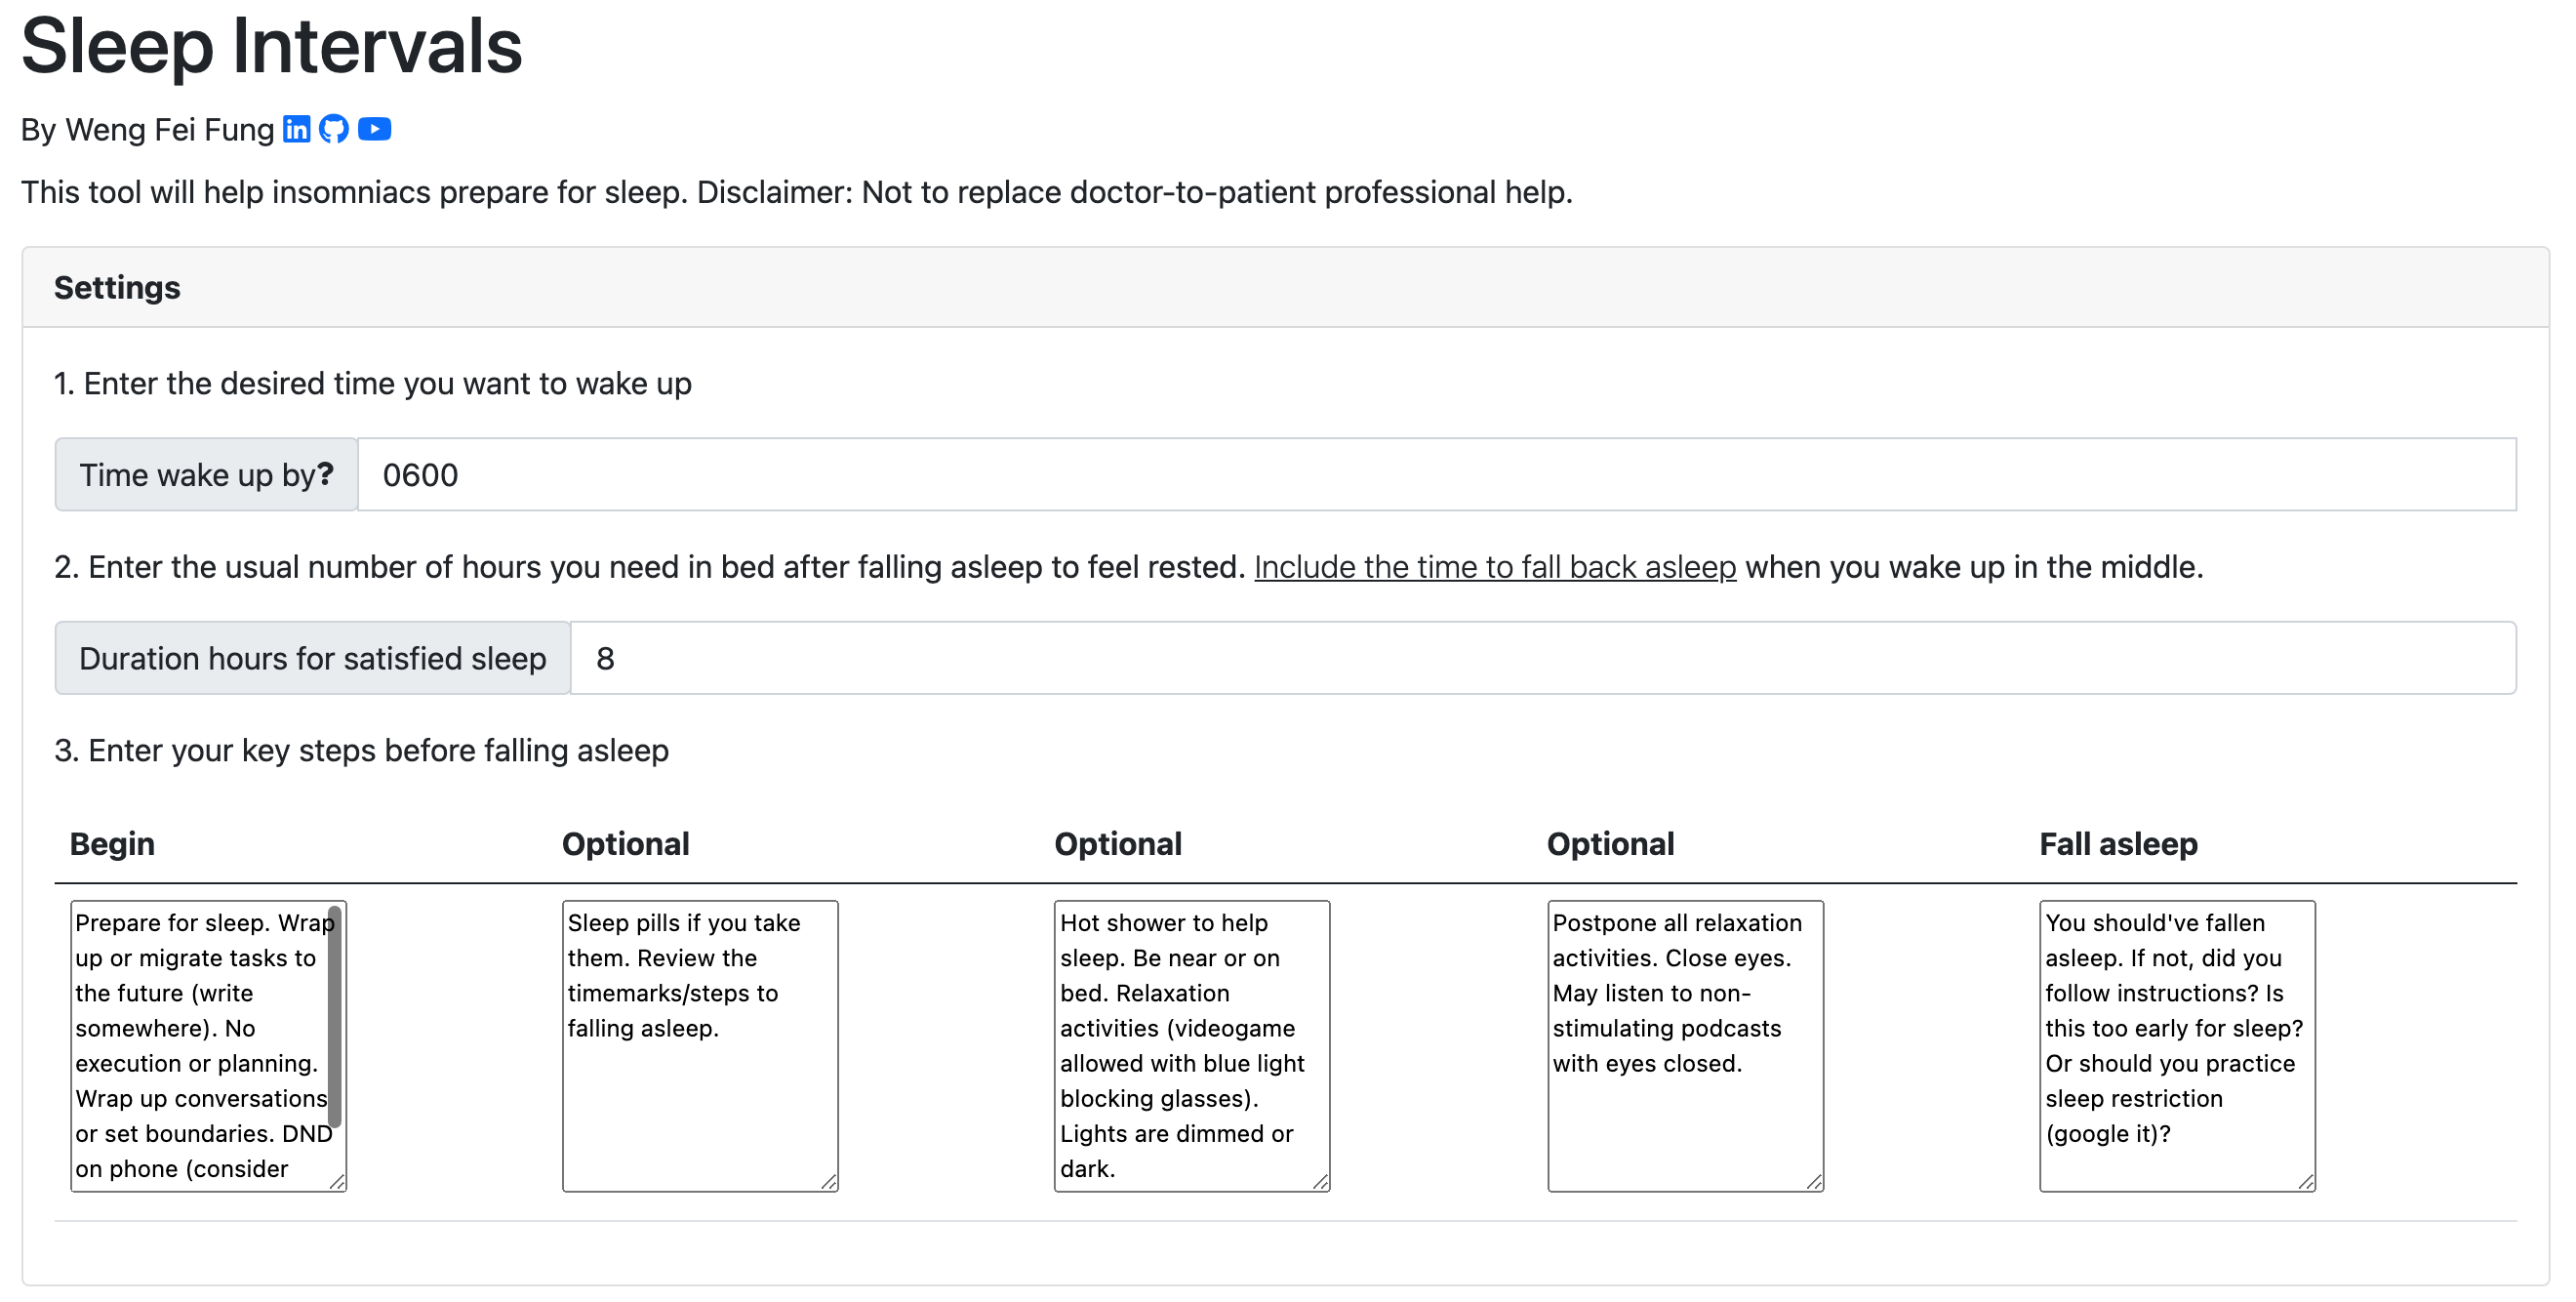 Sleep Intervals
By Weng Fei Fung
This tool will help insomniacs prepare for sleep. Disclaimer: Not to replace doctor-to-patient professional help.
Settings
1. Enter the desired time you want to wake up
Time wake up by? 0600
2. Enter the usual number of hours you need in bed after falling asleep to feel rested. Include the time to fall back asleep when you wake up in the middle.
Duration hours for satisfied sleep 8
3. Enter your key steps before falling asleep
Begin Optional Optional Optional Fall asleep
Prepare for sleep. Wrap
up or migrate tasks to
the future (write
somewhere). No
execution or planning.
Wrap up conversations
or set boundaries. DND
on phone (consider
Sleep pills if you take
them. Review the
timemarks/steps to
falling asleep.
Hot shower to help
sleep. Be near or on
bed. Relaxation
activities (videogame
allowed with blue light
blocking glasses).
Lights are dimmed or
dark.
Postpone all relaxation
activities. Close eyes.
May listen to non-
stimulating podcasts
with eyes closed.
You should've fallen
asleep. If not, did you
follow instructions? Is
this too early for sleep?
Or should you practice
sleep restriction
(google it)?